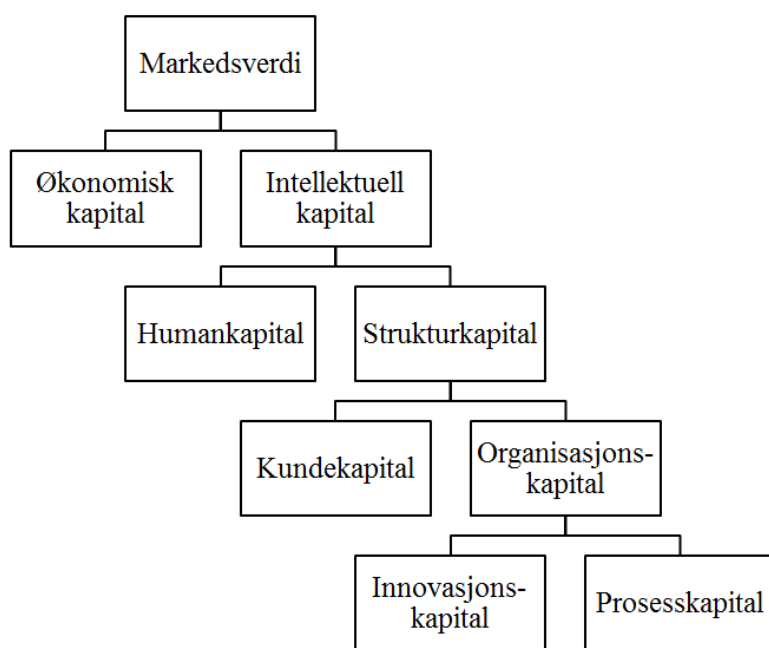 Markedsverdi
Økonomisk
kapital
Intellektuell
kapital
Humankapital
Strukturkapital
Kundekapital
Organisasjons-
kapital
Innovasjons-
kapital
Prosesskapital